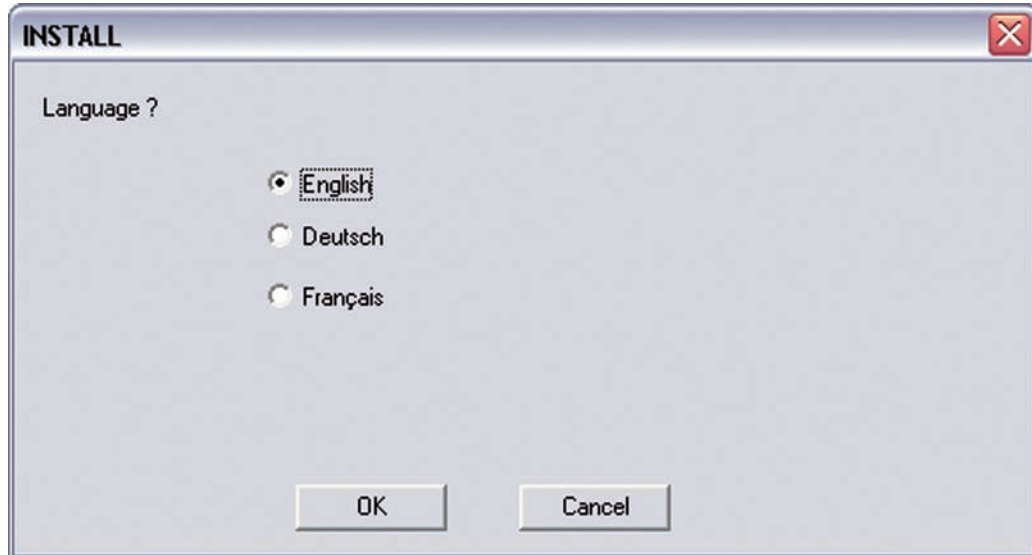 INSTALL
Language ?
English
Deutsch
Français
OK Cancel